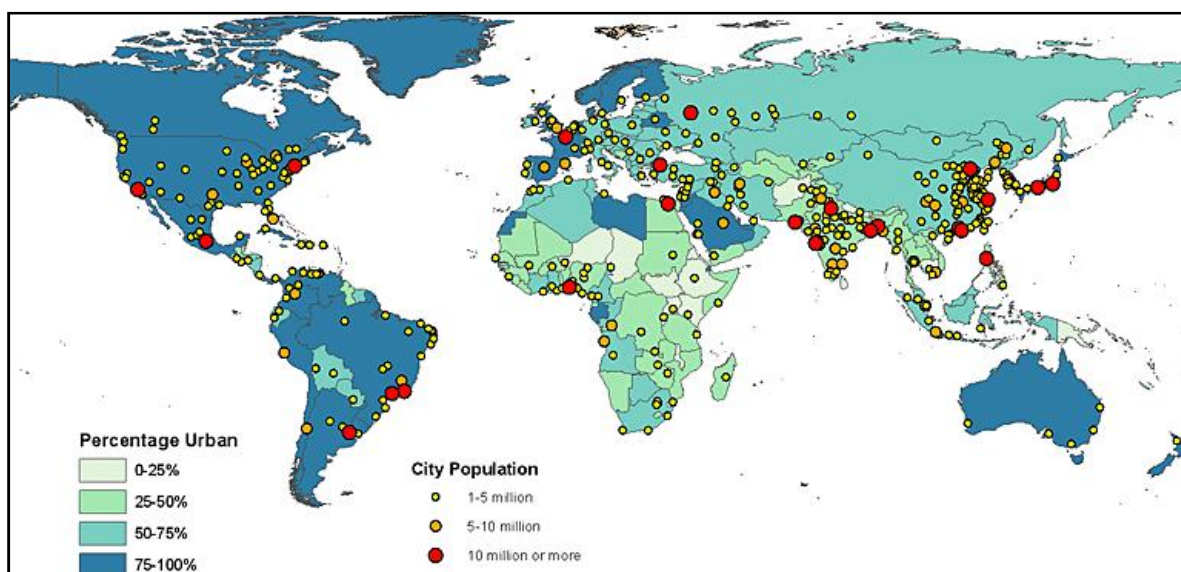 Percentage Urban
0-25%
25-50%
50-75%
75-100%
City Population
1-5 million
5-10 million
10 million or more